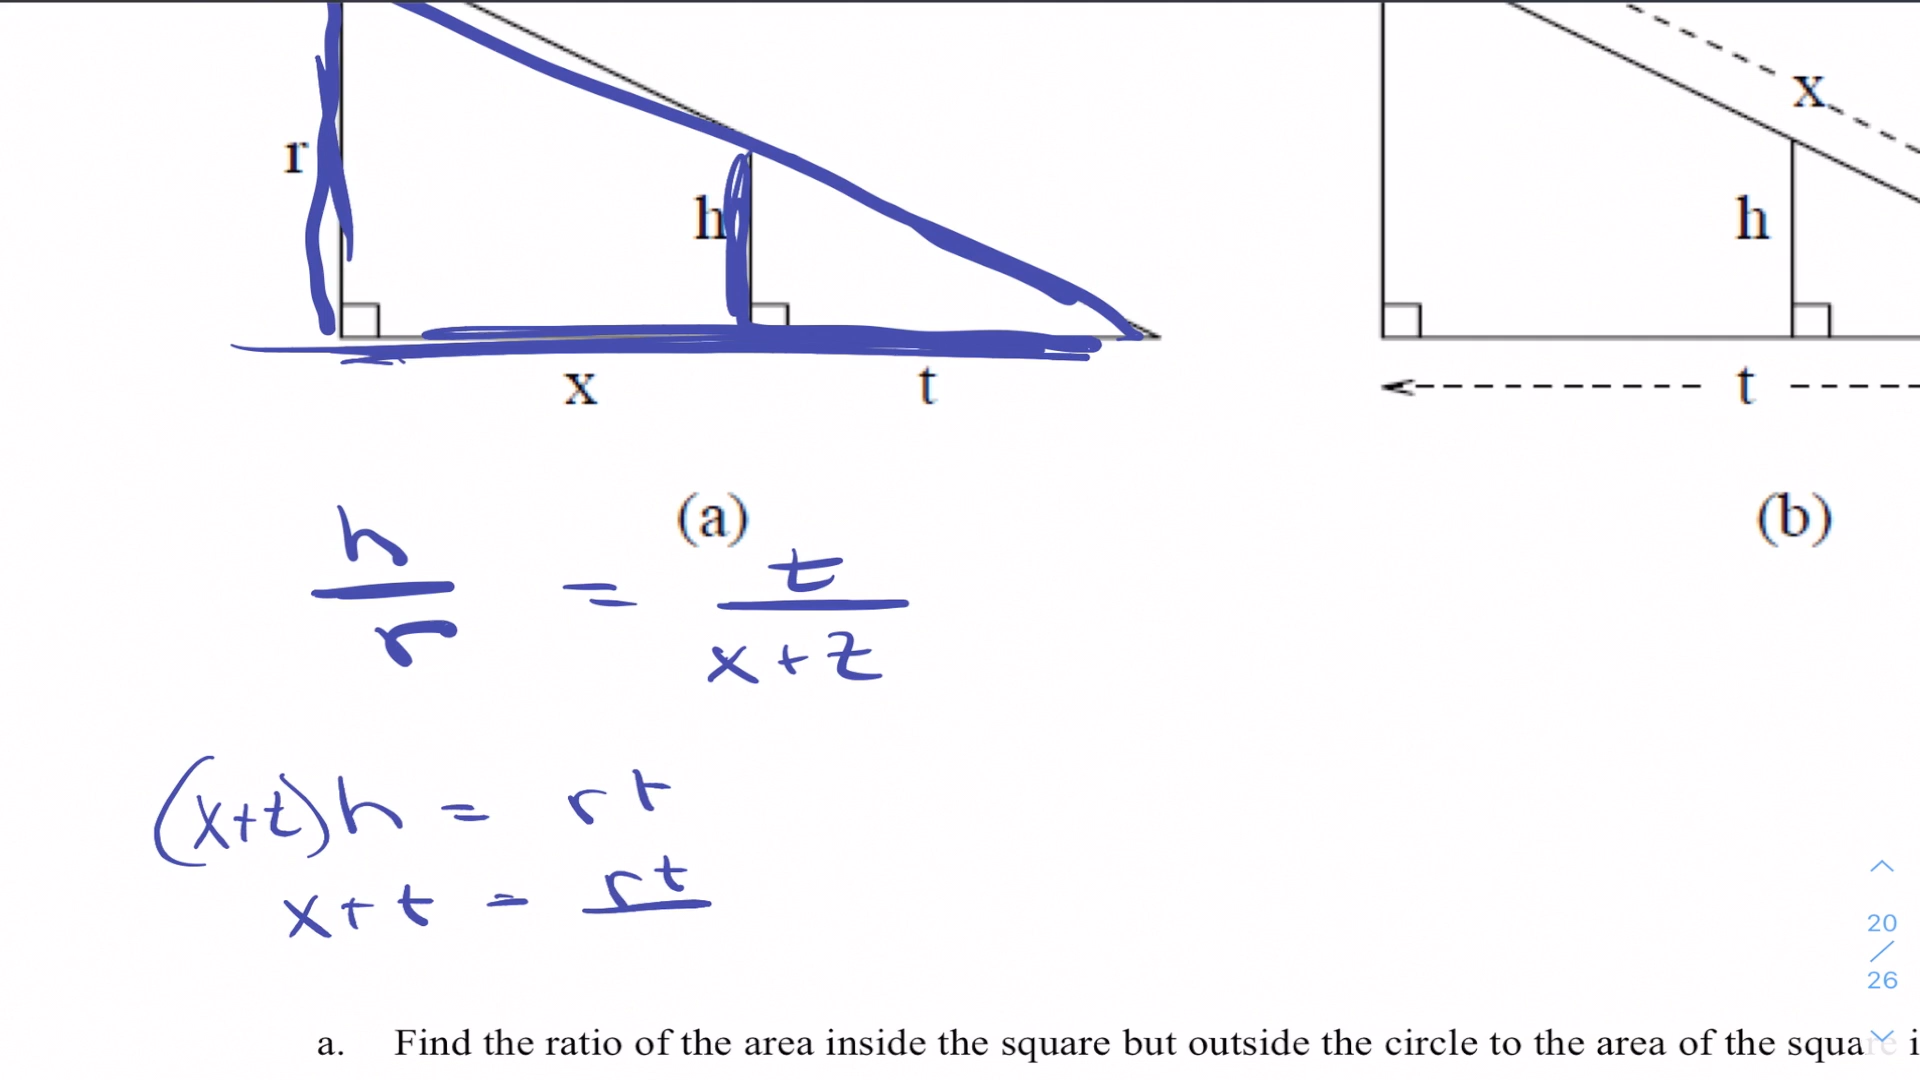 x
r
h
h
x t
t
(a)
(b)
h/r = t/x+z
(x+t)h = rt
x+t = rt
20
/
26
a. Find the ratio of the area inside the square but outside the circle to the area of the square i